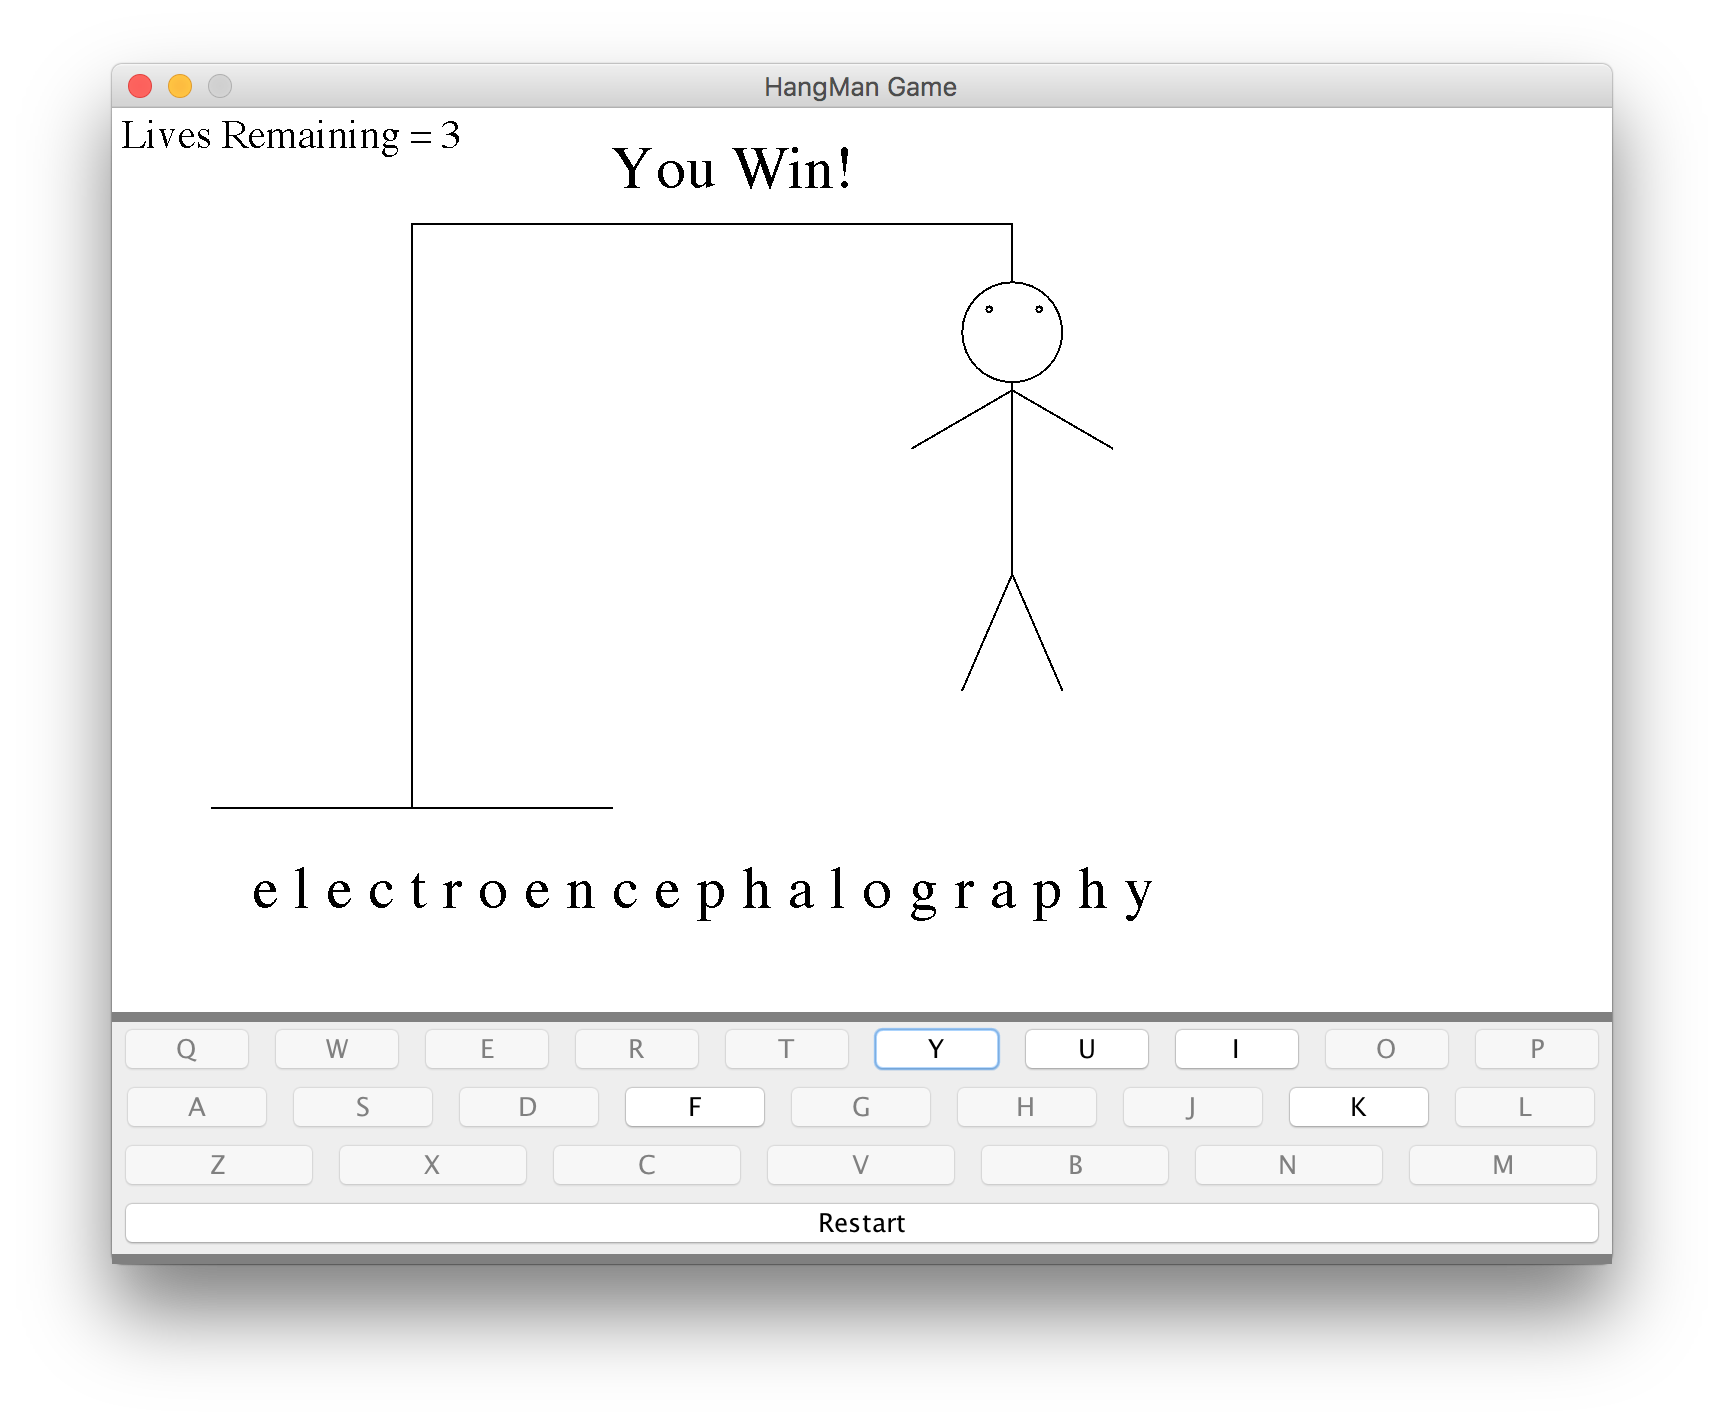 HangMan Game
Lives Remaining = 3
You Win!
e l e c t r o e n c e p h a l o g r a p h y
Q W E R T Y U I O P
A S D F G H J K L
Z X C V B N M
Restart